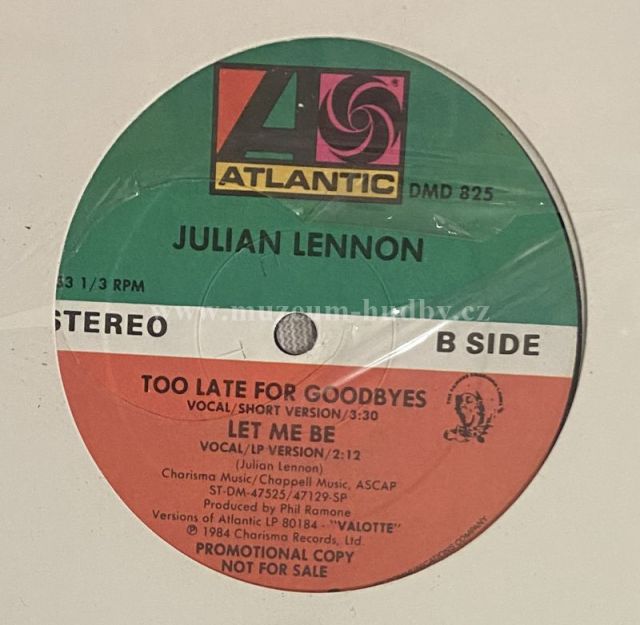 ATLANTIC
DMD 825
JULIAN LENNON
33 1/3 RPM
www.muzeum-hudby.cz
STEREO
B SIDE
TOO LATE FOR GOODBYES
VOCAL/SHORT VERSION/3:30
LET ME BE
VOCAL/LP VERSION/2:12
(Julian Lennon)
Charisma Music/Chappell Music, ASCAP
ST-DM-47525/47129-SP
Produced by Phil Ramone
Versions of Atlantic LP 80184 - "VALOTTE"
℗ 1984 Charisma Records, Ltd.
PROMOTIONAL COPY
NOT FOR SALE
COMPANY